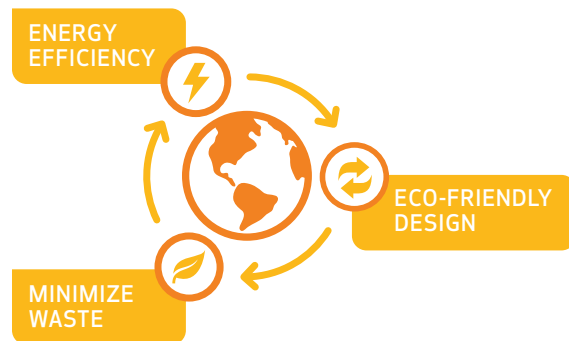 ENERGY
EFFICIENCY
ECO-FRIENDLY
DESIGN
MINIMIZE
WASTE